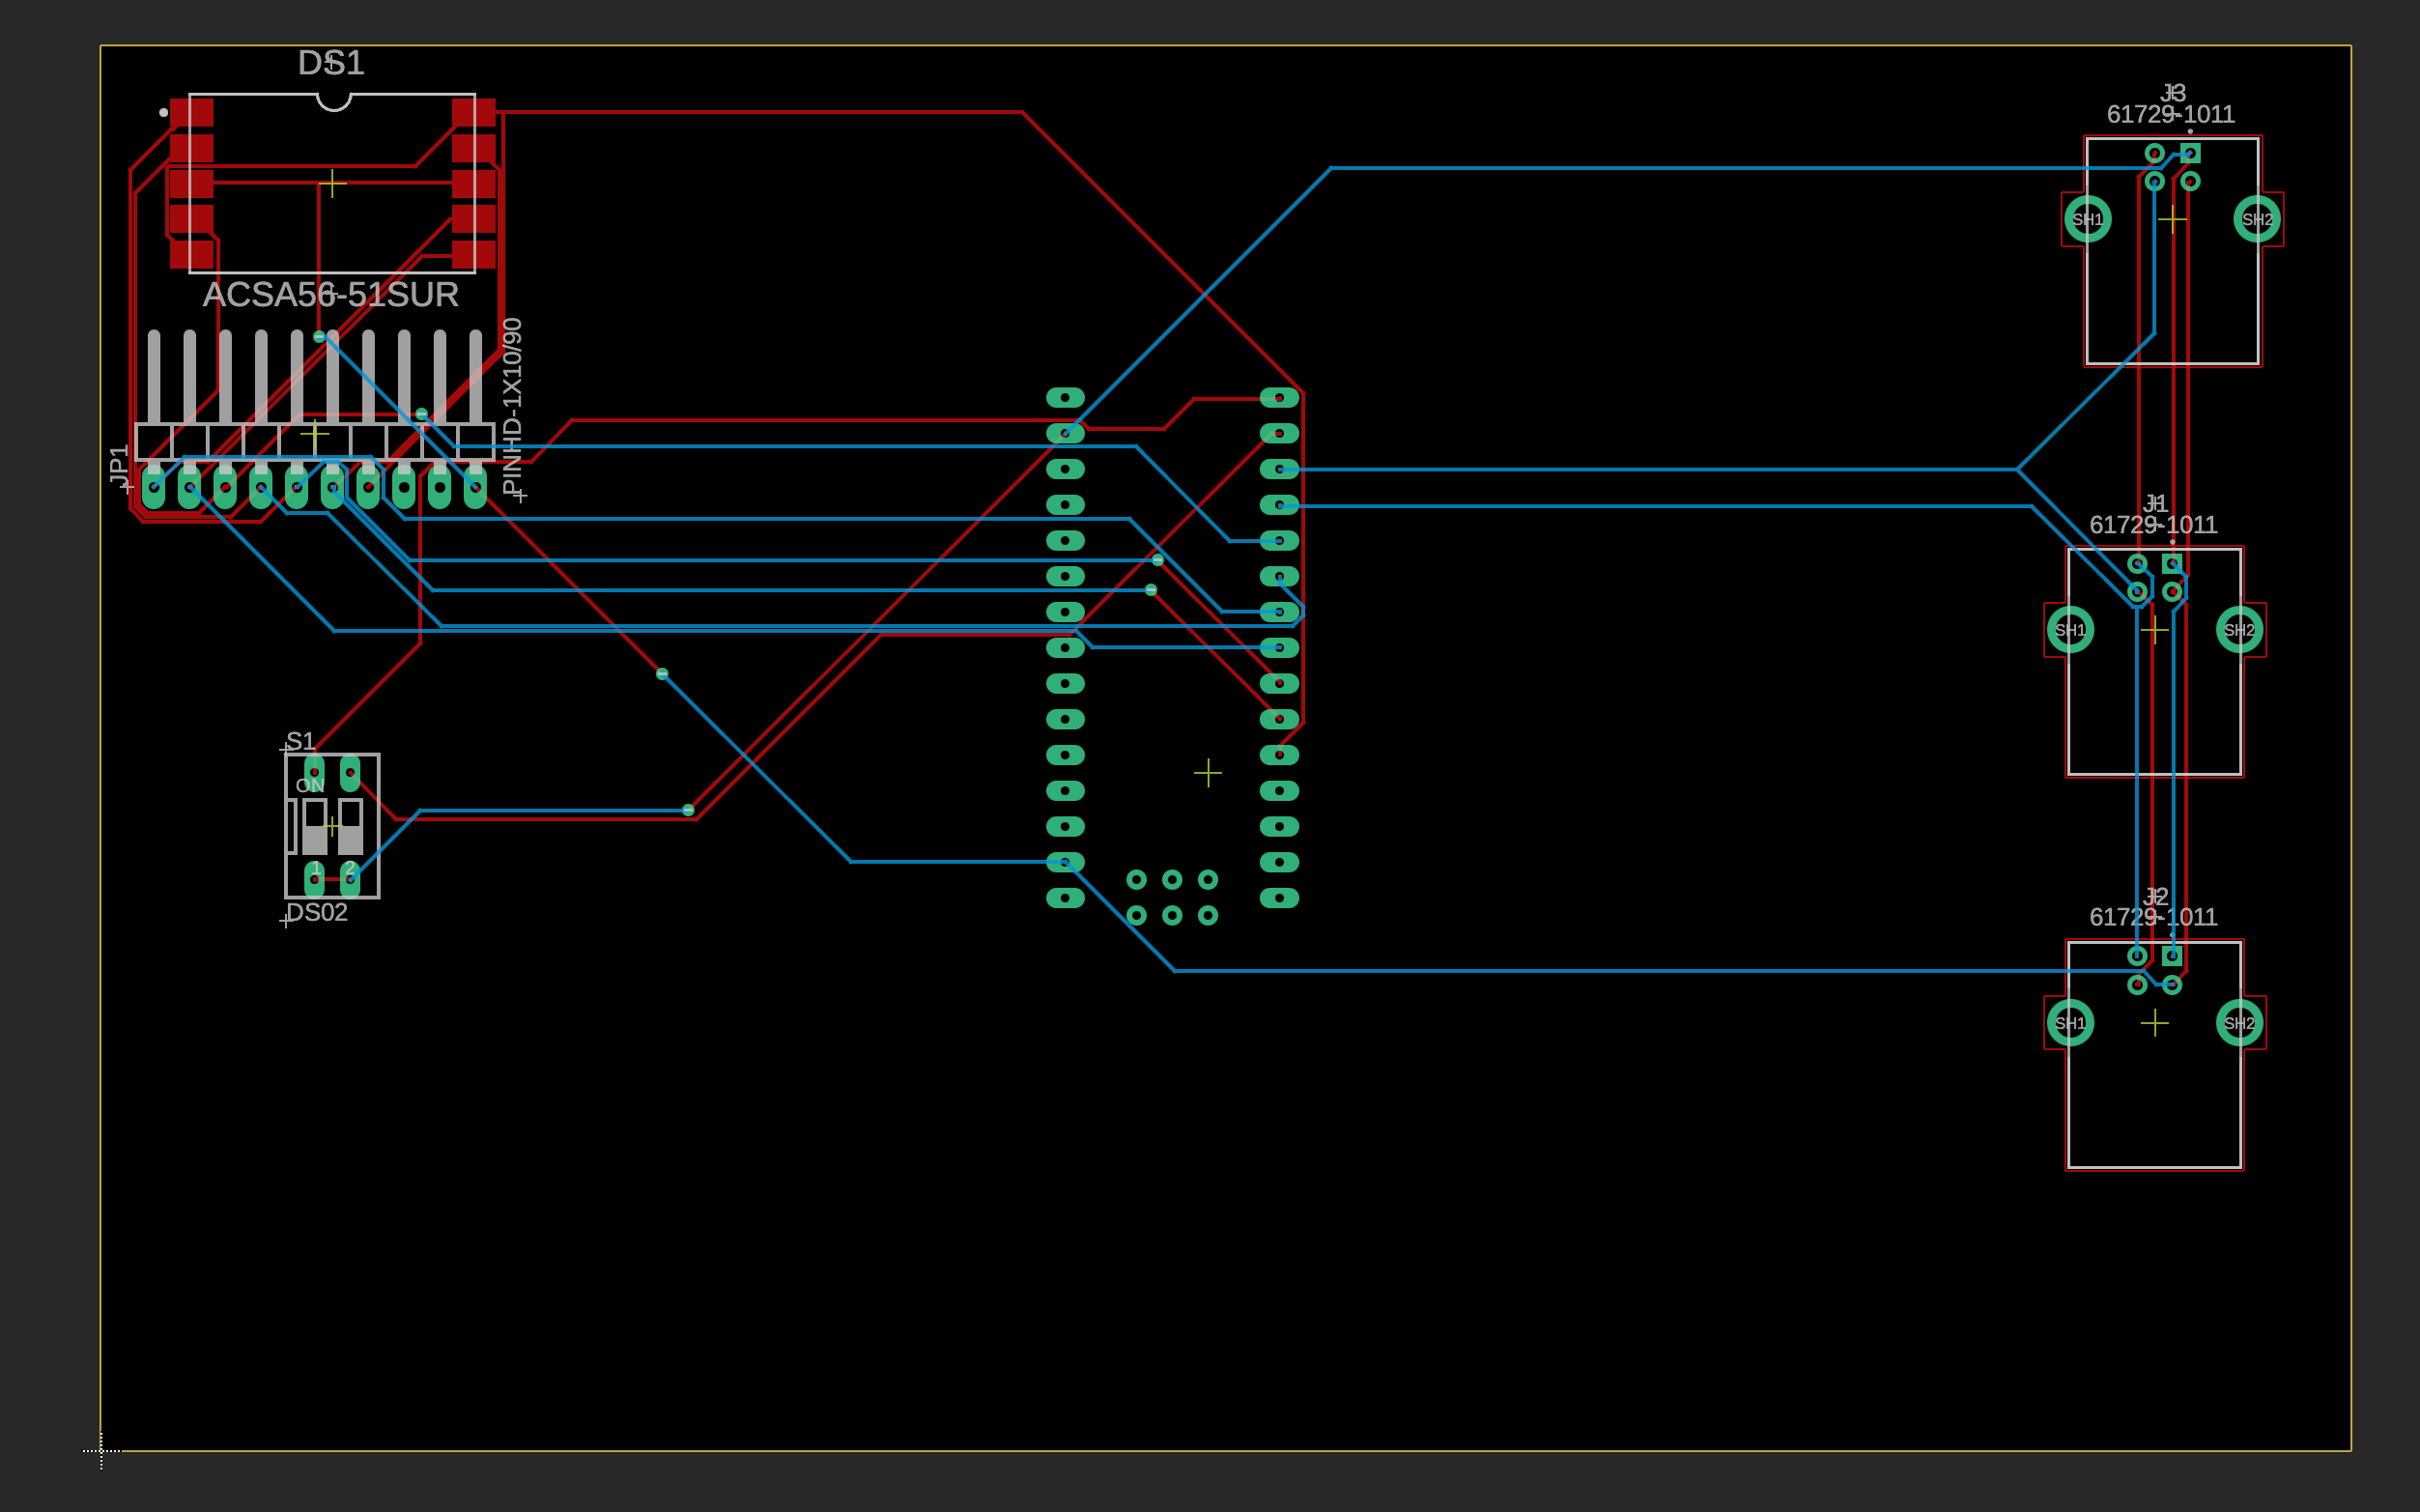 DS1
ACSA56-51SUR
PINHD-1X10/90
JP1
S1
ON
1 2
DS02
J3
61729-1011
SH1 SH2
J1
61729-1011
SH1 SH2
J2
61729-1011
SH1 SH2